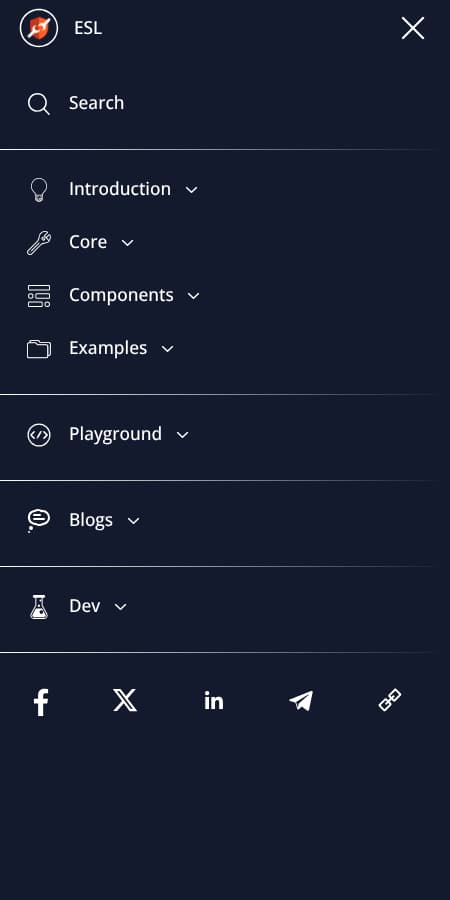 ESL
Search
Introduction
Core
Components
Examples
Playground
Blogs
Dev